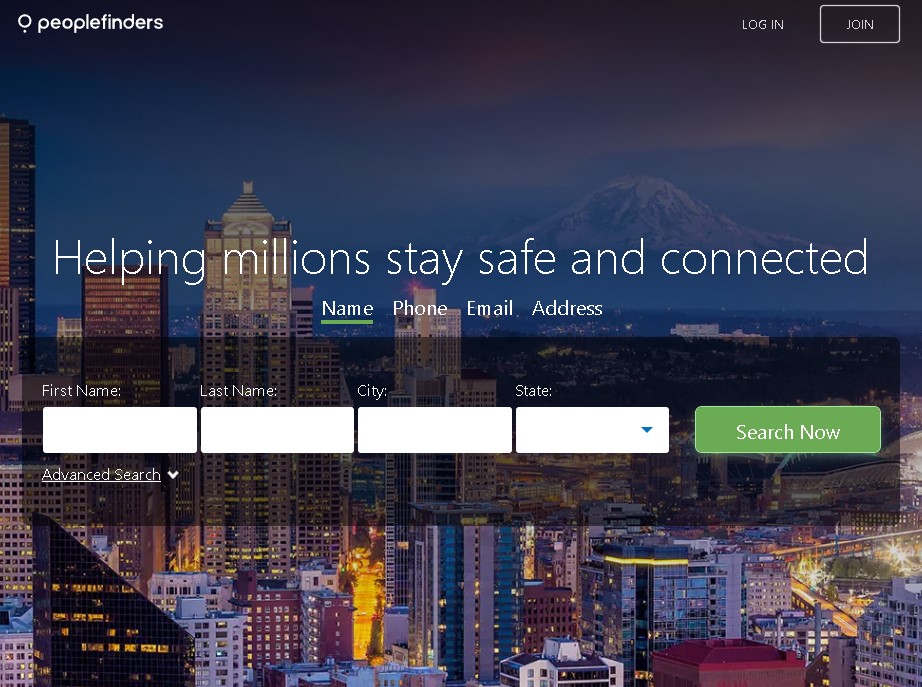 peoplefinders
LOG IN
JOIN
Helping millions stay safe and connected
Name Phone Email Address
First Name: Last Name: City: State:
Search Now
Advanced Search